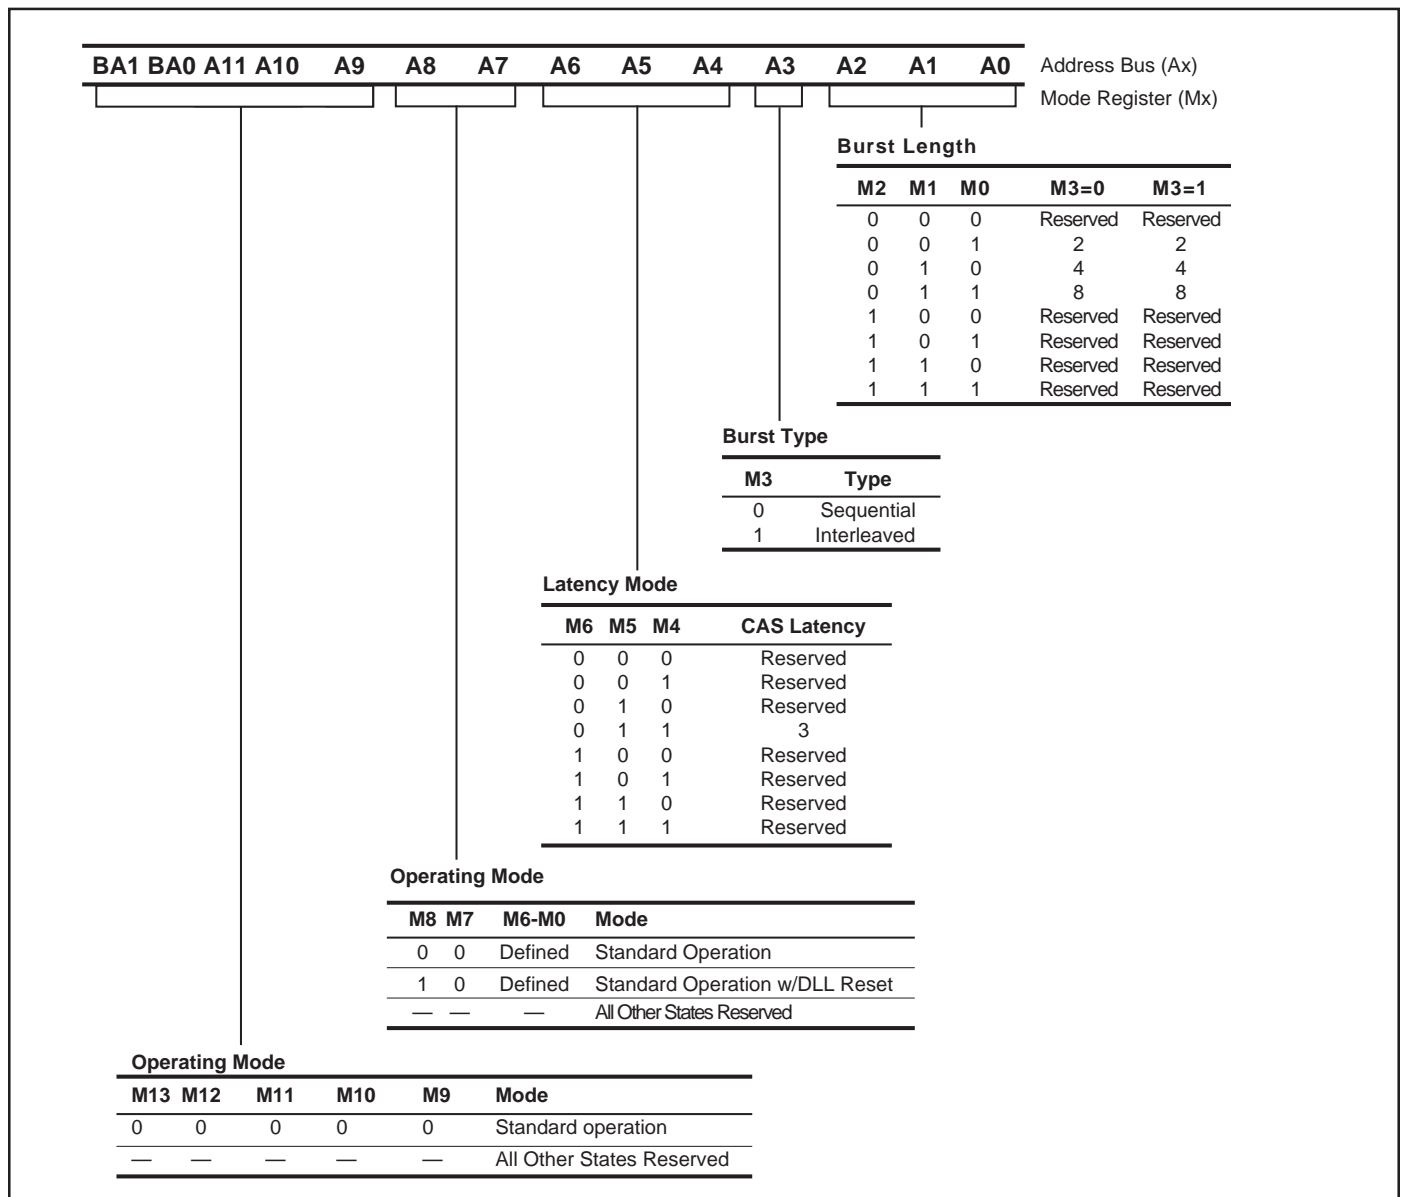 BA1 BA0 A11 A10 A9 A8 A7 A6 A5 A4 A3 A2 A1 A0 Address Bus (Ax)
Mode Register (Mx)
Burst Length
M2 M1 M0 M3=0 M3=1
0 0 0 Reserved Reserved
0 0 1 2 2
0 1 0 4 4
0 1 1 8 8
1 0 0 Reserved Reserved
1 0 1 Reserved Reserved
1 1 0 Reserved Reserved
1 1 1 Reserved Reserved
Burst Type
M3 Type
0 Sequential
1 Interleaved
Latency Mode
M6 M5 M4 CAS Latency
0 0 0 Reserved
0 0 1 Reserved
0 1 0 Reserved
0 1 1 3
1 0 0 Reserved
1 0 1 Reserved
1 1 0 Reserved
1 1 1 Reserved
Operating Mode
M8 M7 M6-M0 Mode
0 0 Defined Standard Operation
1 0 Defined Standard Operation w/DLL Reset
— — — All Other States Reserved
Operating Mode
M13 M12 M11 M10 M9 Mode
0 0 0 0 0 Standard operation
— — — — — All Other States Reserved